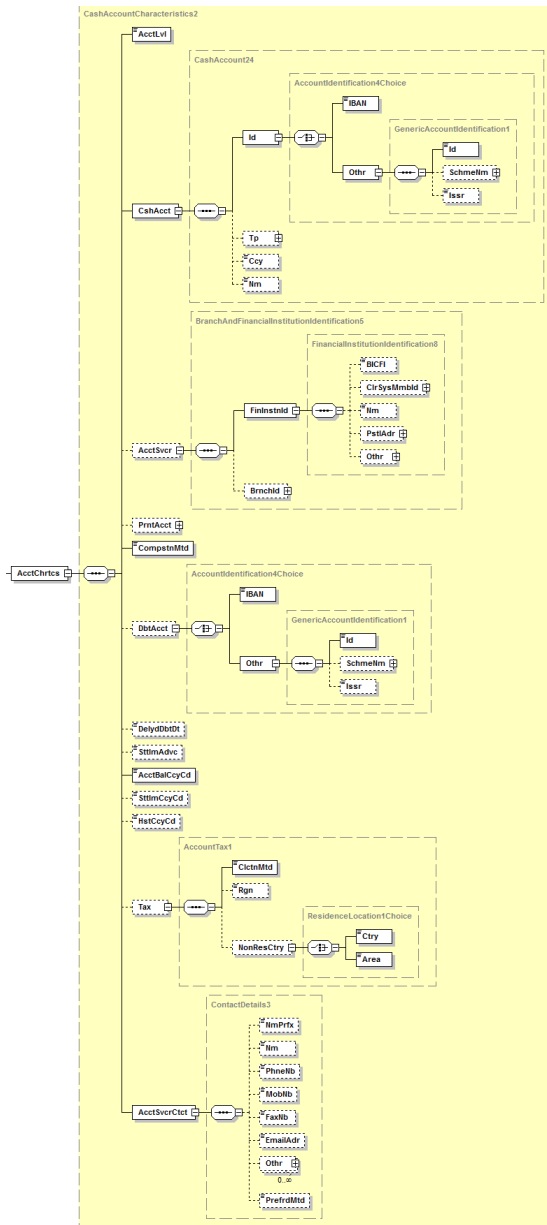 CashAccountCharacteristics2
AcctLvl
CashAccount24
AccountIdentification4Choice
IBAN
GenericAccountIdentification1
Id
Id
Othr
SchmeNm
Issr
CshAcct
Tp
Ccy
Nm
BranchAndFinancialInstitutionIdentification5
FinancialInstitutionIdentification8
BICFI
ClrSysMmbId
FinInstnId
Nm
PstlAdr
AcctSvcr
Othr
BrnchId
PrntAcct
CompstnMtd
AcctChrtcs
AccountIdentification4Choice
IBAN
GenericAccountIdentification1
DbtAcct
Id
Othr
SchmeNm
Issr
DelydDbtDt
SttlmAdvc
AcctBalCcyCd
SttlmCcyCd
HstCcyCd
AccountTax1
ClctnMtd
Rgn
Tax
ResidenceLocation1Choice
Ctry
NonResCtry
Area
ContactDetails3
NmPrfx
Nm
PhneNb
MobNb
AcctSvcrCtct
FaxNb
EmailAdr
Othr
0..∞
PrefrdMtd